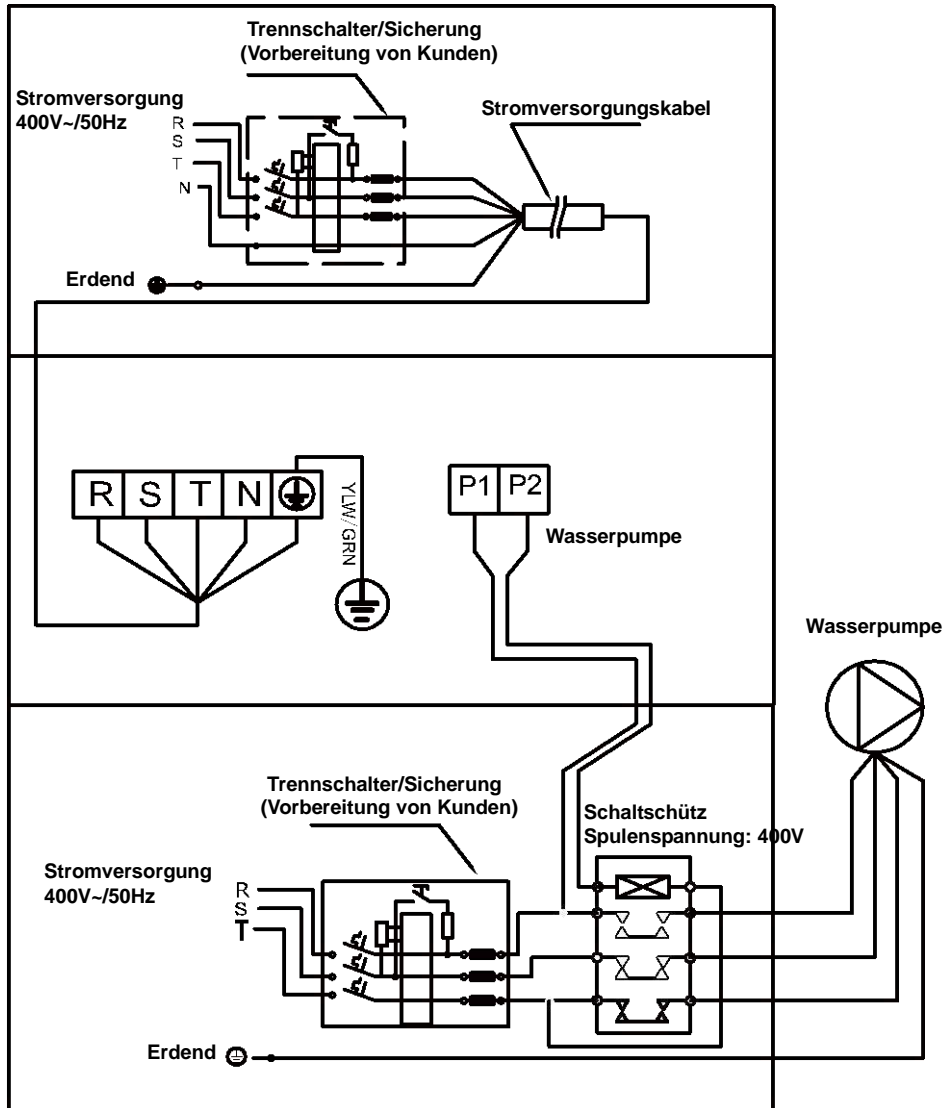 Trennschalter/Sicherung
(Vorbereitung von Kunden)
Stromversorgung
400V~/50Hz
Stromversorgungskabel
R
S
T
N
Erdend
R S T N
YLW/GRN
P1 P2
Wasserpumpe
Wasserpumpe
Trennschalter/Sicherung
(Vorbereitung von Kunden)
Schaltschütz
Spulenspannung: 400V
Stromversorgung
400V~/50Hz
R
S
T
Erdend